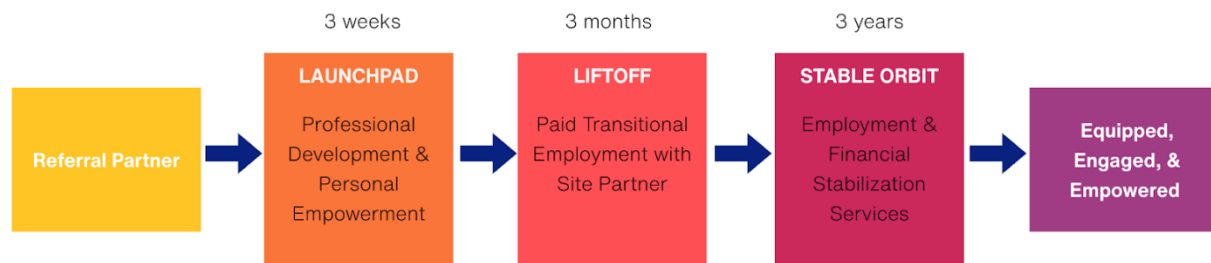 3 weeks
3 months
3 years
Referral Partner
LAUNCHPAD
Professional
Development &
Personal
Empowerment
LIFTOFF
Paid Transitional
Employment with
Site Partner
STABLE ORBIT
Employment &
Financial
Stabilization
Services
Equipped,
Engaged, &
Empowered